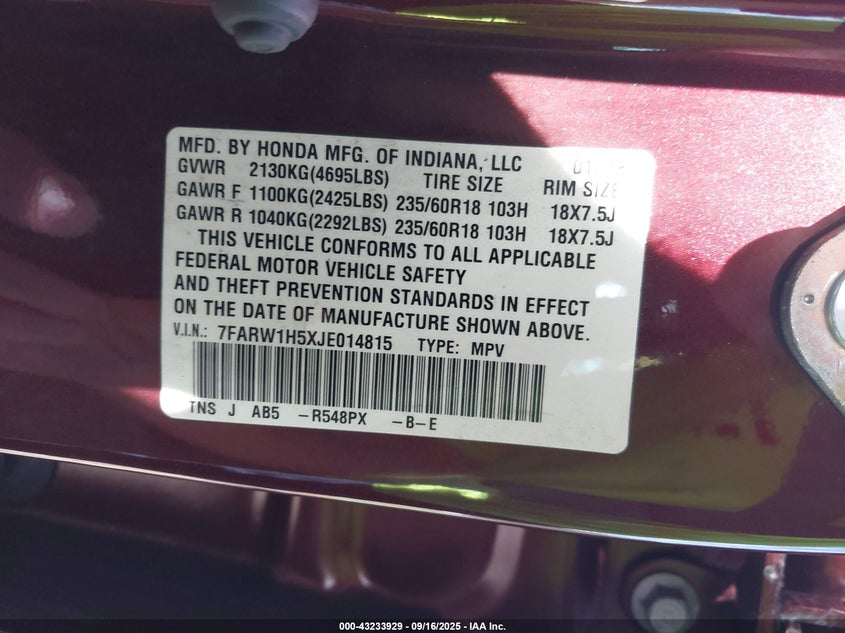 MFD. BY HONDA MFG. OF INDIANA, LLC
GVWR 2130KG(4695LBS) TIRE SIZE RIM SIZE
GAWR F 1100KG(2425LBS) 235/60R18 103H 18X7.5J
GAWR R 1040KG(2292LBS) 235/60R18 103H 18X7.5J
THIS VEHICLE CONFORMS TO ALL APPLICABLE
FEDERAL MOTOR VEHICLE SAFETY
AND THEFT PREVENTION STANDARDS IN EFFECT
ON THE DATE OF MANUFACTURE SHOWN ABOVE.
V.I.N.: 7FARW1H5XJE014815 TYPE: MPV
TNS J AB5 -R548PX -B-E
000-43233929 - 09/16/2025 - IAA Inc.